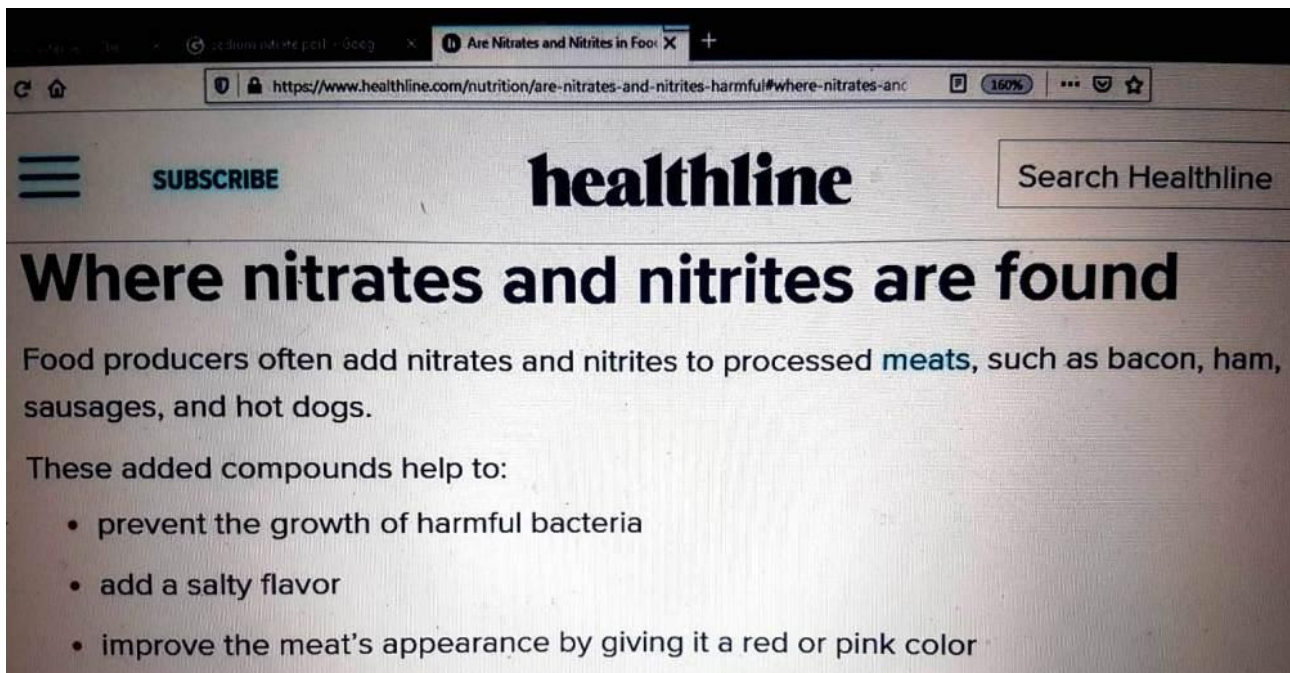 Are Nitrates and Nitrites in Foo
https://www.healthline.com/nutrition/are-nitrates-and-nitrites-harmful#where-nitrates-anc
160%
SUBSCRIBE
healthline
Search Healthline
Where nitrates and nitrites are found
Food producers often add nitrates and nitrites to processed meats, such as bacon, ham,
sausages, and hot dogs.
These added compounds help to:
• prevent the growth of harmful bacteria
• add a salty flavor
• improve the meat's appearance by giving it a red or pink color